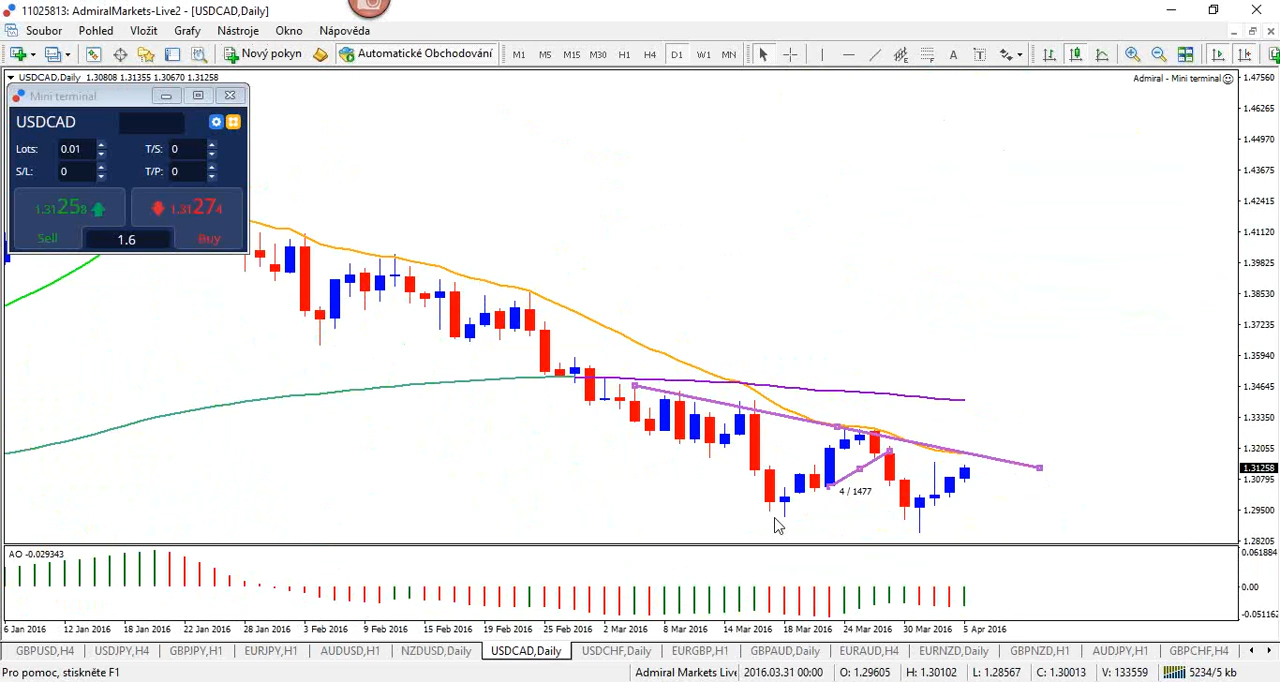 11025813: AdmiralMarkets-Live2 - [USDCAD,Daily]
Soubor Pohled Vložit Grafy Nástroje Okno Nápověda
Nový pokyn Automatické Obchodování M1 M5 M15 M30 H1 H4 D1 W1 MN A T
USDCAD,Daily 1.30808 1.31355 1.30670 1.31258
Admiral - Mini terminal
Mini terminal
USDCAD
Lots: 0.01 T/S: 0
S/L: 0 T/P: 0
1.31258 1.31274
Sell 1.6 Buy
1.47560
1.46265
1.44970
1.43675
1.42415
1.41120
1.39825
1.38530
1.37235
1.35940
1.34645
1.33350
1.32055
1.31258
1.30795
1.29500
1.28205
4 / 1477
AO -0.029343
0.061884
0.00
-0.051162
6 Jan 2016 12 Jan 2016 18 Jan 2016 22 Jan 2016 28 Jan 2016 3 Feb 2016 9 Feb 2016 15 Feb 2016 19 Feb 2016 25 Feb 2016 2 Mar 2016 8 Mar 2016 14 Mar 2016 18 Mar 2016 24 Mar 2016 30 Mar 2016 5 Apr 2016
GBPUSD,H4 USDJPY,H4 GBPJPY,H1 EURJPY,H1 AUDUSD,H1 NZDUSD,Daily USDCAD,Daily USDCHF,Daily EURGBP,H1 GBPAUD,Daily EURAUD,H4 EURNZD,Daily GBPNZD,H1 AUDJPY,H1 GBPCHF,H4
Pro pomoc, stiskněte F1 Admiral Markets Live 2016.03.31 00:00 O: 1.29605 H: 1.30102 L: 1.28567 C: 1.30013 V: 133559 5234/5 kb